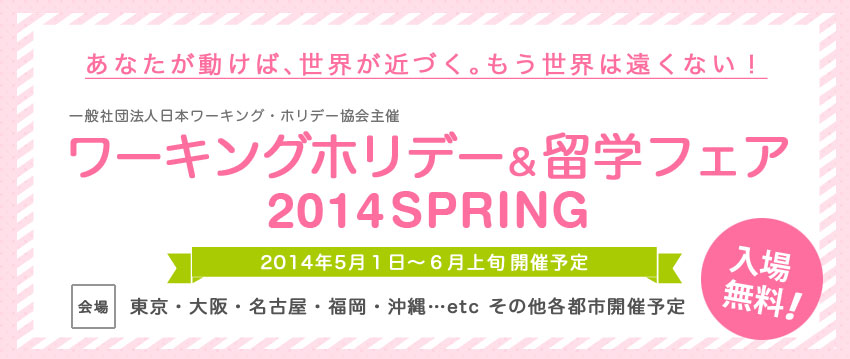 あなたが動けば、世界が近づく。もう世界は遠くない！
一般社団法人日本ワーキング・ホリデー協会主催
ワーキングホリデー＆留学フェア
2014 SPRING
2014年5月１日〜６月上旬 開催予定
入場
無料！
会場 東京・大阪・名古屋・福岡・沖縄…etc その他各都市開催予定